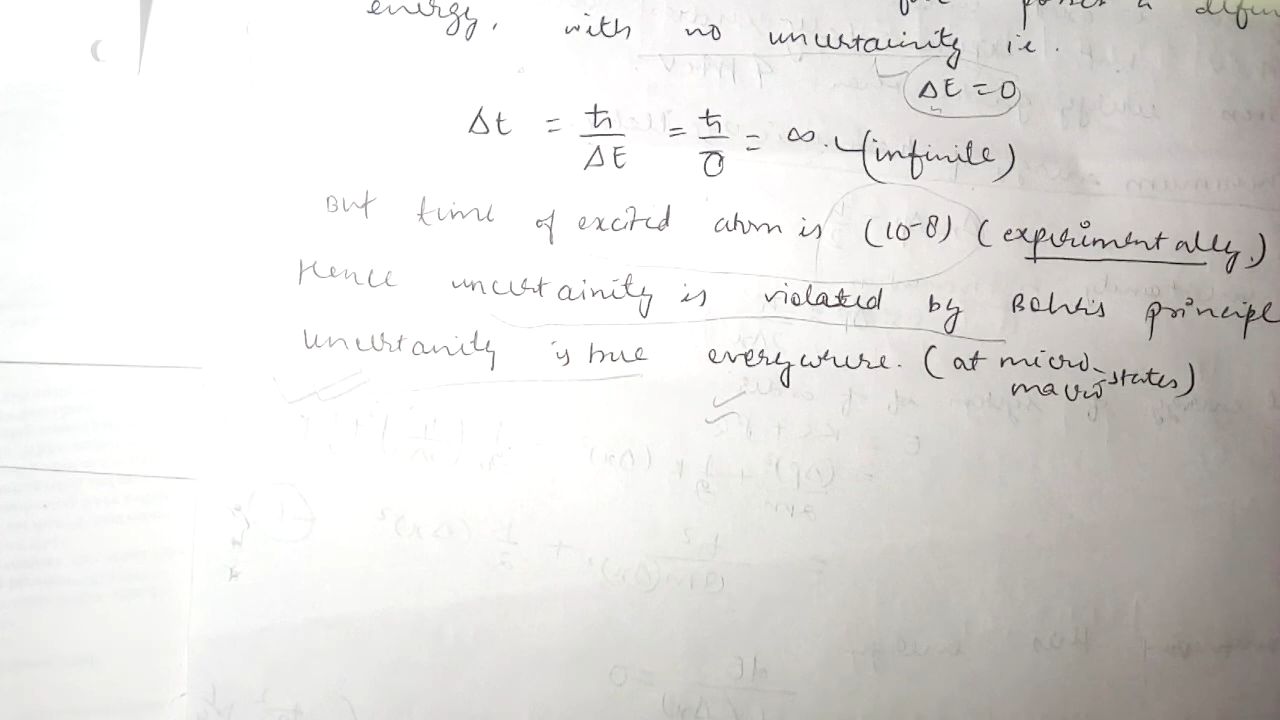 energy, with no uncertainity i.e.
ΔE = 0
Δt = ħ/ΔE = ħ/0 = ∞. (infinite)
But time of excited atom is (10-8) (experimentally.)
Hence uncertainity is violated by Bohr's principle
Uncertanity is true everywhere. (at micro-
macro states)